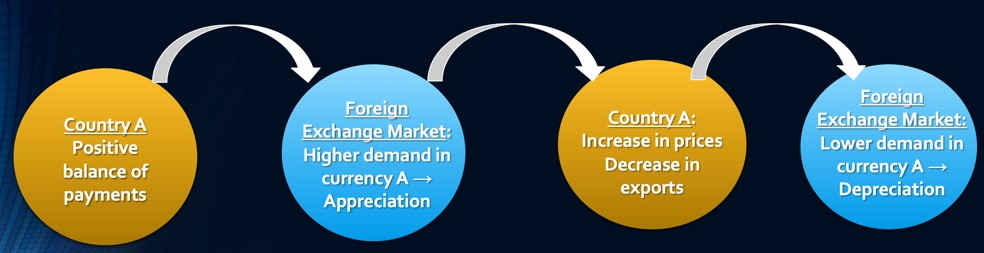 Country A
Positive
balance of
payments
Foreign
Exchange Market:
Higher demand in
currency A →
Appreciation
Country A:
Increase in prices
Decrease in
exports
Foreign
Exchange Market:
Lower demand in
currency A →
Depreciation